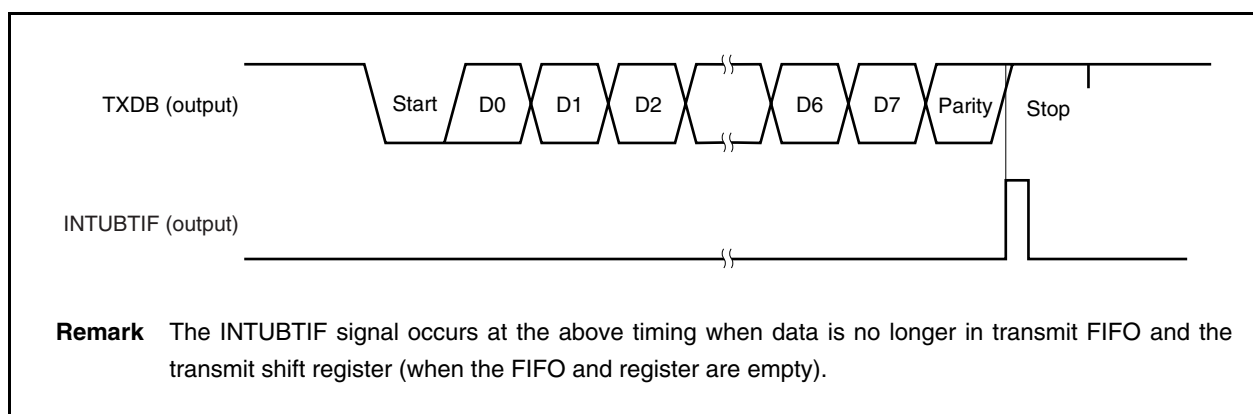 TXDB (output)
Start D0 D1 D2 D6 D7 Parity Stop
INTUBTIF (output)
Remark The INTUBTIF signal occurs at the above timing when data is no longer in transmit FIFO and the
transmit shift register (when the FIFO and register are empty).